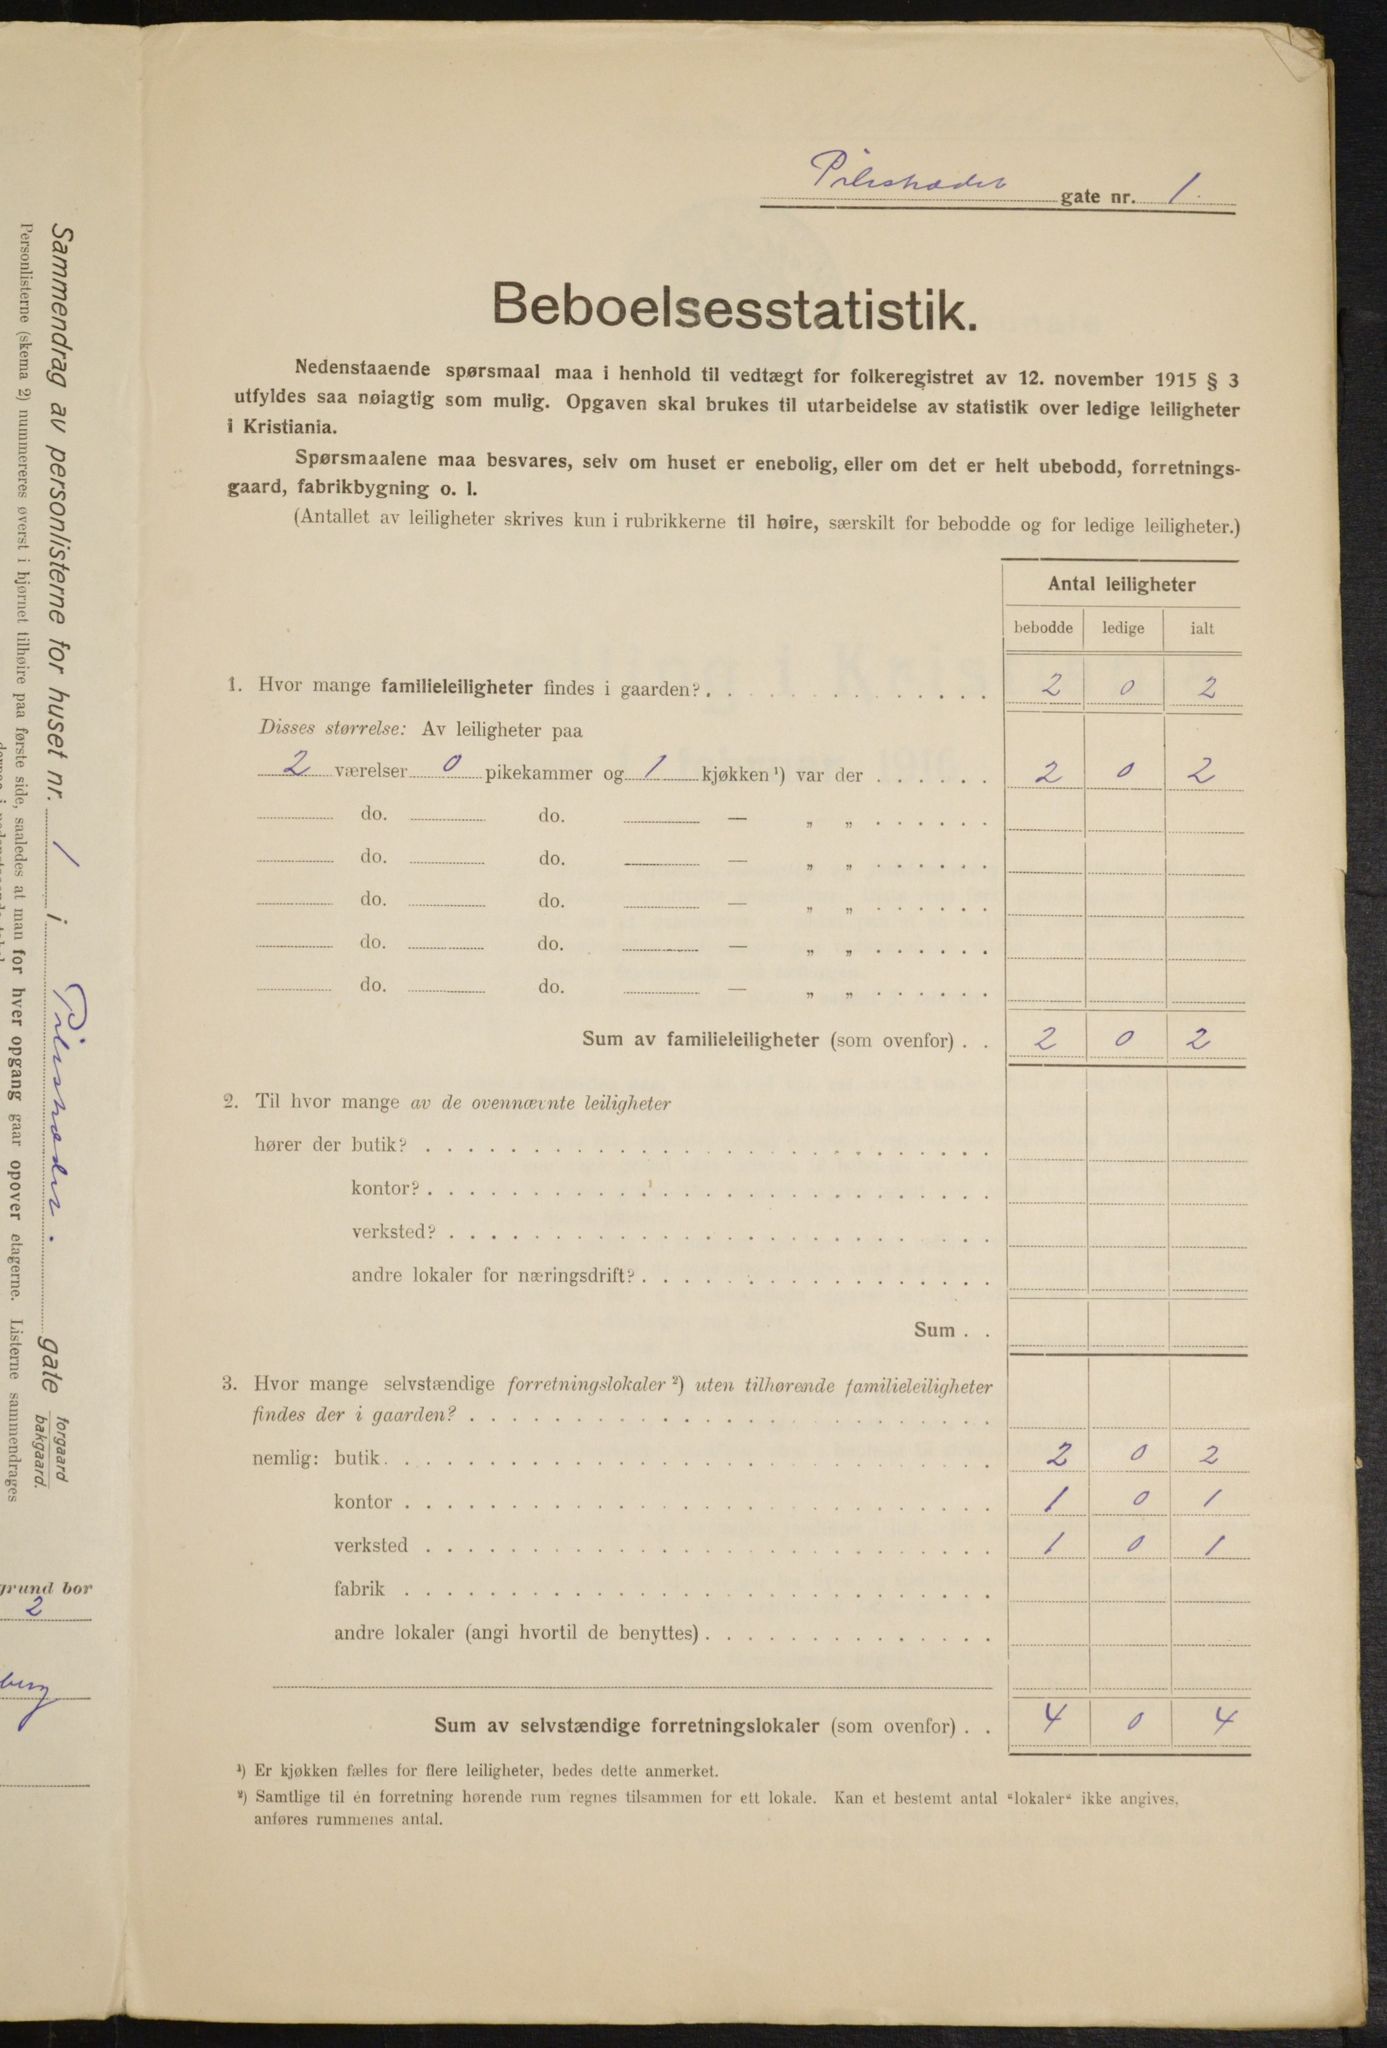 Pilestrædet gate nr. 1.
Beboelsesstatistik.
Nedenstaaende spørsmaal maa i henhold til vedtægt for folkeregistret av 12. november 1915 § 3
utfyldes saa nøiagtig som mulig. Opgaven skal brukes til utarbeidelse av statistik over ledige leiligheter
i Kristiania.
Spørsmaalene maa besvares, selv om huset er enebolig, eller om det er helt ubebodd, forretnings-
gaard, fabrikbygning o. l.
(Antallet av leiligheter skrives kun i rubrikkerne til høire, særskilt for bebodde og for ledige leiligheter.)
Antal leiligheter
bebodde ledige ialt
1. Hvor mange familieleiligheter findes i gaarden? 2 0 2
Disses størrelse: Av leiligheter paa
2 værelser 0 pikekammer og 1 kjøkken ¹) var der 2 0 2
do. do. — „ „
do. do. — „ „
do. do. — „ „
do. do. — „ „
do. do. — „ „
Sum av familieleiligheter (som ovenfor) 2 0 2
2. Til hvor mange av de ovennævnte leiligheter
hører der butik?
kontor?
verksted?
andre lokaler for næringsdrift?
Sum
3. Hvor mange selvstændige forretningslokaler ²) uten tilhørende familieleiligheter
findes der i gaarden?
nemlig: butik 2 0 2
kontor 1 0 1
verksted 1 0 1
fabrik
andre lokaler (angi hvortil de benyttes)
Sum av selvstændige forretningslokaler (som ovenfor) 4 0 4
¹) Er kjøkken fælles for flere leiligheter, bedes dette anmerket.
²) Samtlige til én forretning hørende rum regnes tilsammen for ett lokale. Kan et bestemt antal "lokaler" ikke angives,
anføres rummenes antal.
Sammendrag av personlisterne for huset nr. 1 i Pilestrædet. gate forgaard bakgaard.
Personlisterne (skema 2) nummereres øverst i hjørnet tilhøire paa første side, saaledes at man for hver opgang gaar opover etagerne. Listerne sammendrages
grund bor
2
berg